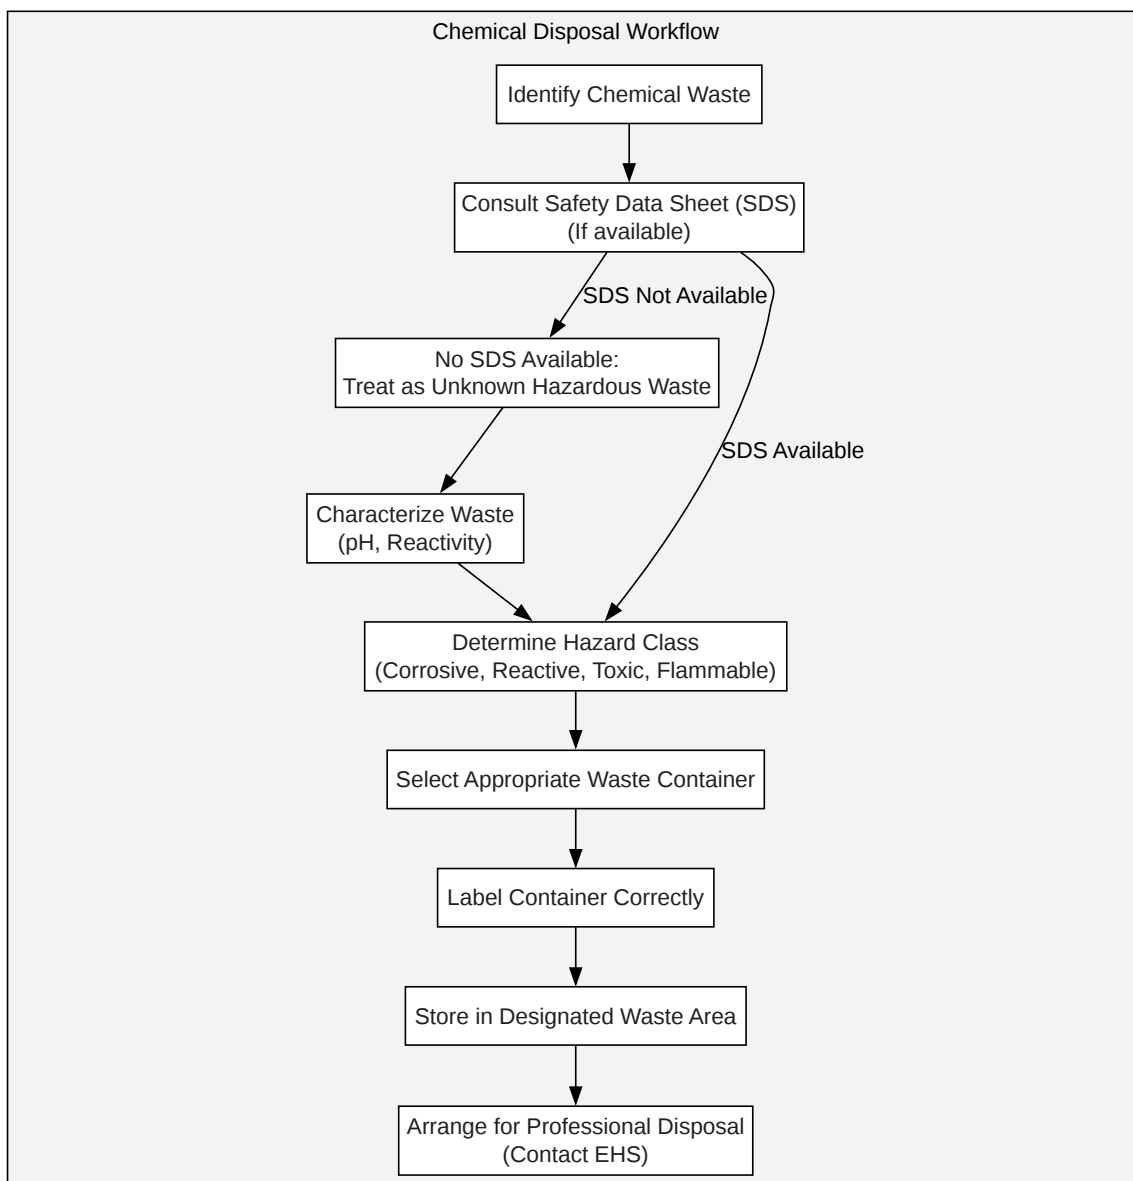 Chemical Disposal Workflow
Identify Chemical Waste
Consult Safety Data Sheet (SDS)
(If available)
SDS Not Available
No SDS Available:
Treat as Unknown Hazardous Waste
SDS Available
Characterize Waste
(pH, Reactivity)
Determine Hazard Class
(Corrosive, Reactive, Toxic, Flammable)
Select Appropriate Waste Container
Label Container Correctly
Store in Designated Waste Area
Arrange for Professional Disposal
(Contact EHS)